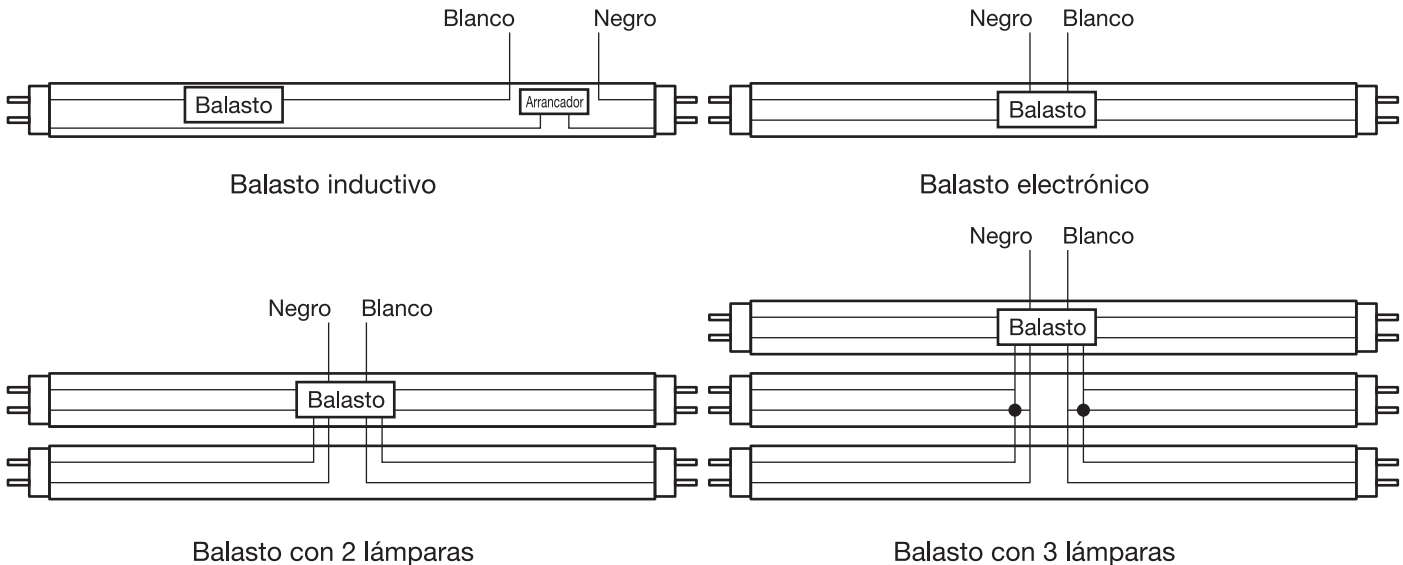 Blanco Negro
Balasto
Arrancador
Balasto inductivo
Negro Blanco
Balasto
Balasto electrónico
Negro Blanco
Balasto
Balasto con 2 lámparas
Negro Blanco
Balasto
Balasto con 3 lámparas